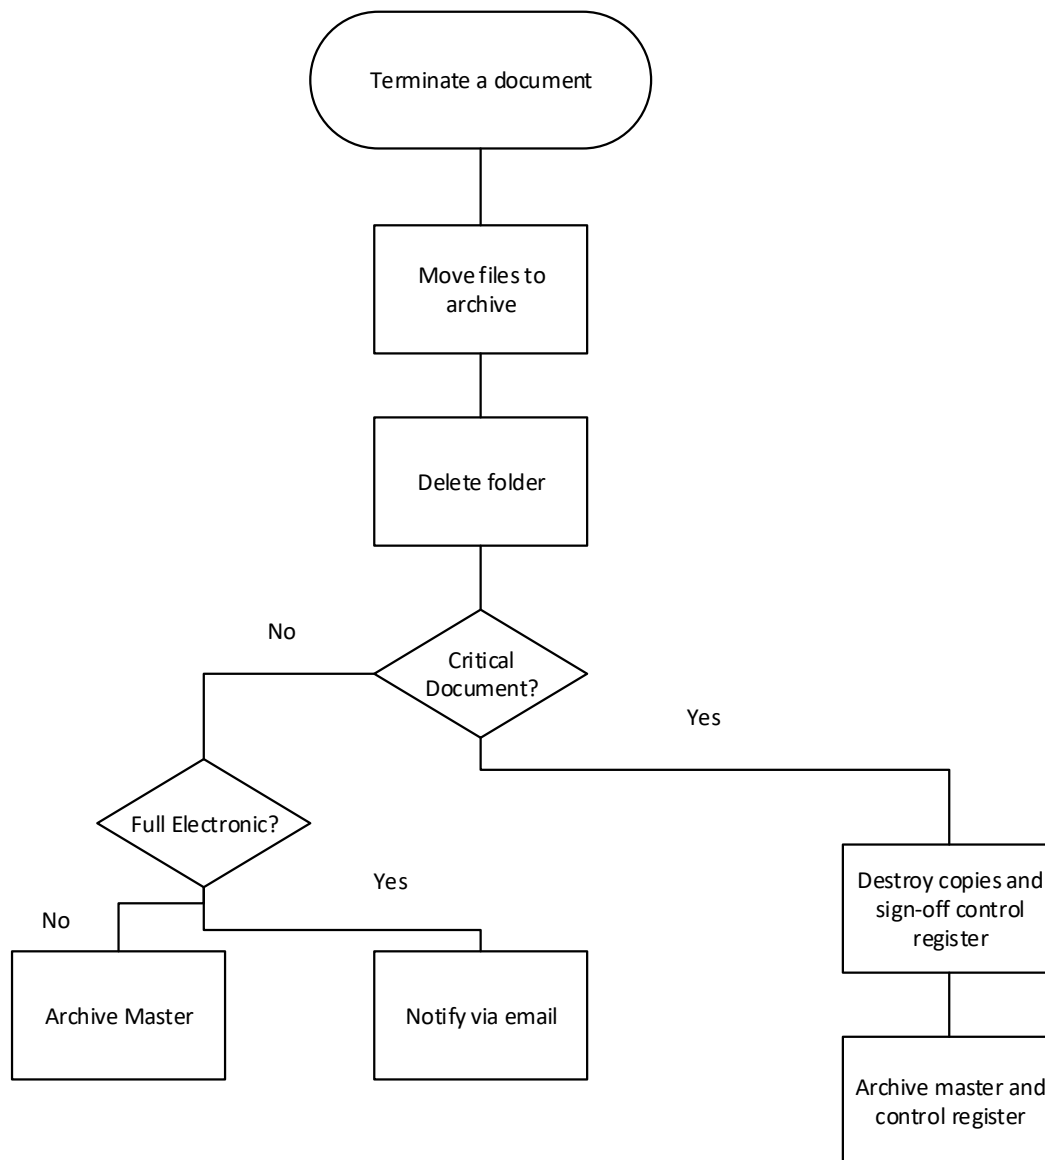 Terminate a document
Move files to
archive
Delete folder
No
Critical
Document?
Yes
Full Electronic?
Yes
No
Destroy copies and
sign-off control
register
Archive Master
Notify via email
Archive master and
control register